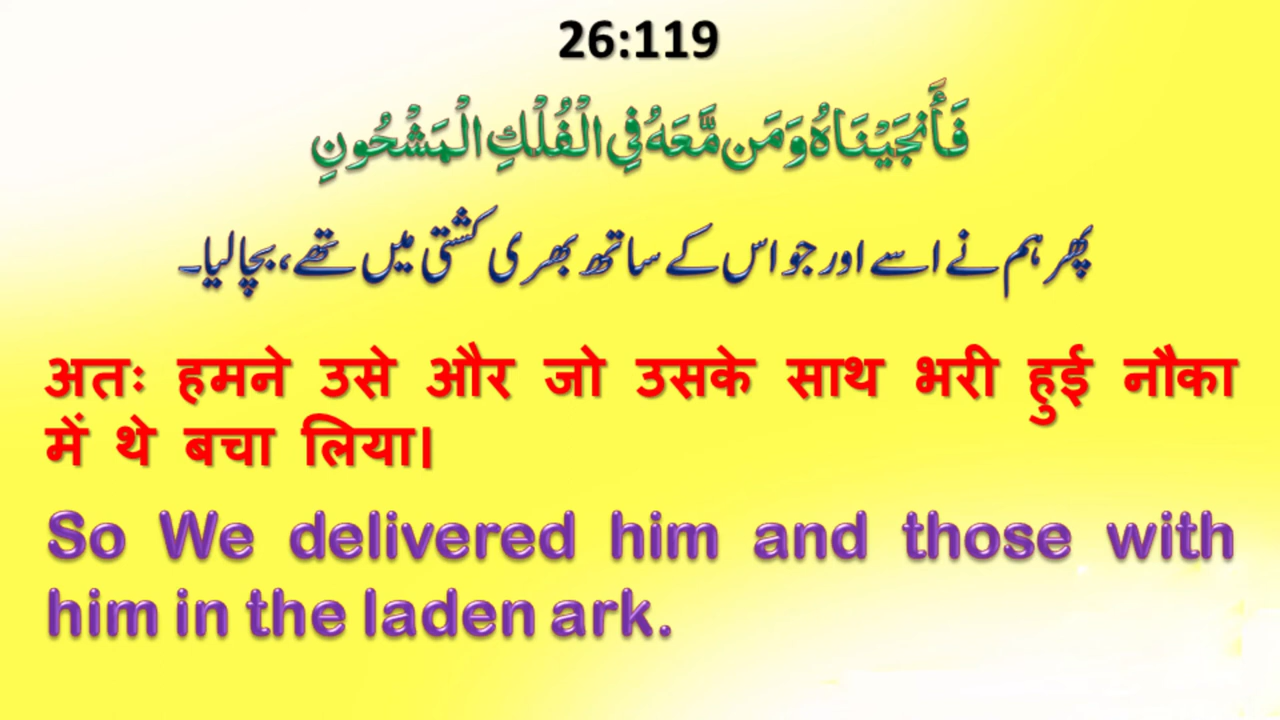 26:119
فَأَنجَيْنَاهُ وَمَن مَّعَهُ فِي الْفُلْكِ الْمَشْحُونِ
پھر ہم نے اسے اور جو اس کے ساتھ بھری کشتی میں تھے، بچا لیا۔
अतः हमने उसे और जो उसके साथ भरी हुई नौका
में थे बचा लिया।
So We delivered him and those with
him in the laden ark.